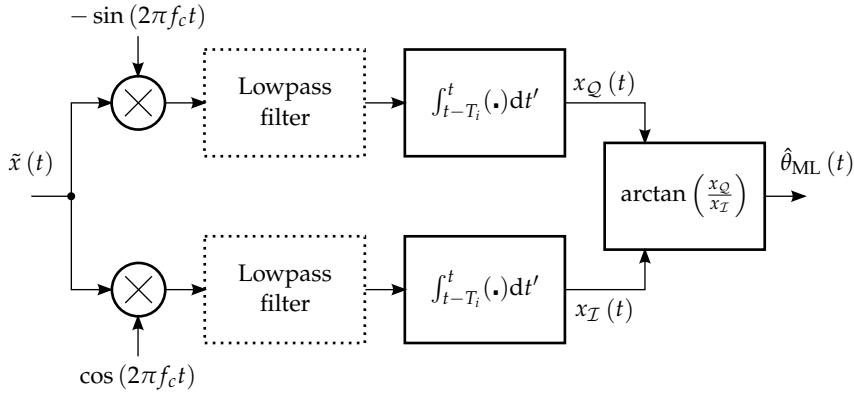 − sin (2πf_c t)
Lowpass
filter
∫_{t−T_i}^{t} (.)dt′
x_𝒬 (t)
x̃ (t)
arctan (x_𝒬/x_ℐ)
θ̂_ML (t)
Lowpass
filter
∫_{t−T_i}^{t} (.)dt′
x_ℐ (t)
cos (2πf_c t)